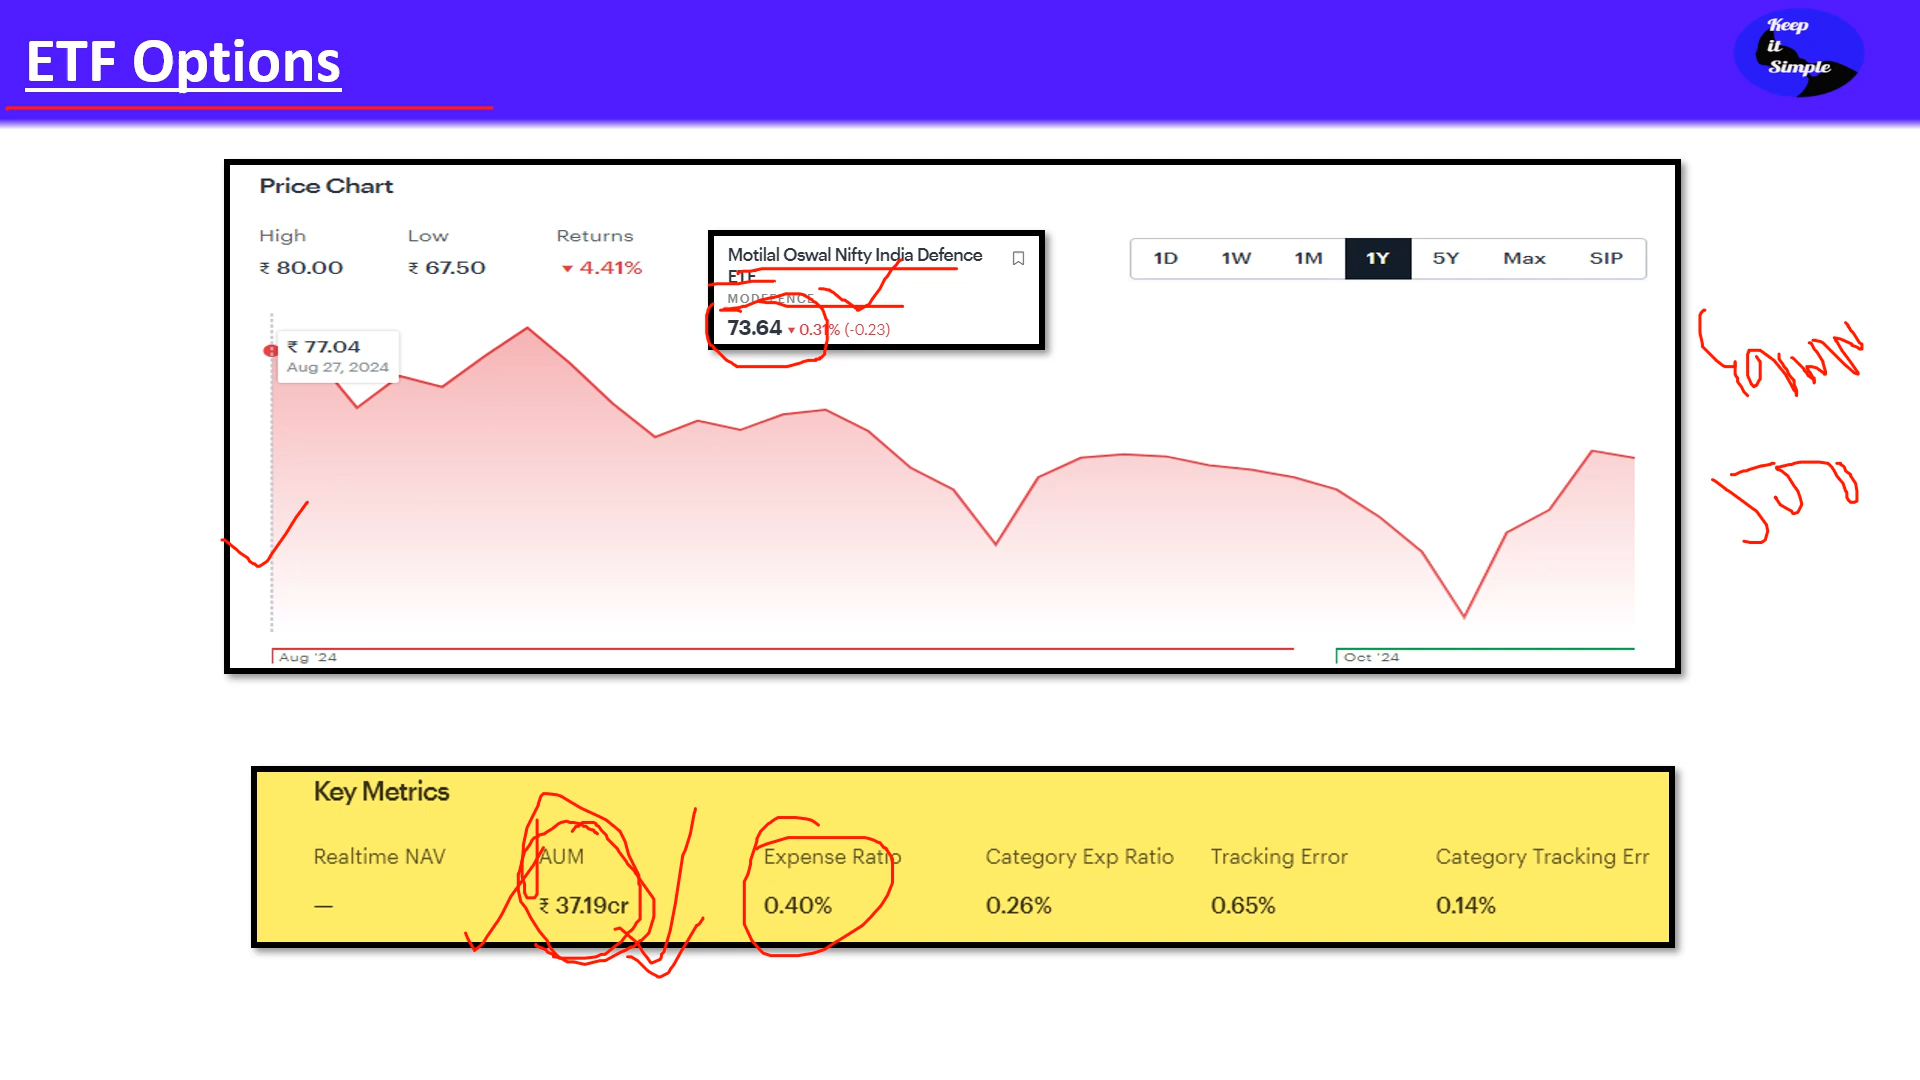 ETF Options
Keep
it
Simple
Price Chart
High Low Returns
₹ 80.00 ₹ 67.50 ▼ 4.41%
Motilal Oswal Nifty India Defence
ETF
MODEFENCE
73.64 ▼ 0.31% (-0.23)
1D 1W 1M 1Y 5Y Max SIP
₹ 77.04
Aug 27, 2024
Aug '24 Oct '24
Key Metrics
Realtime NAV AUM Expense Ratio Category Exp Ratio Tracking Error Category Tracking Err
— ₹ 37.19cr 0.40% 0.26% 0.65% 0.14%